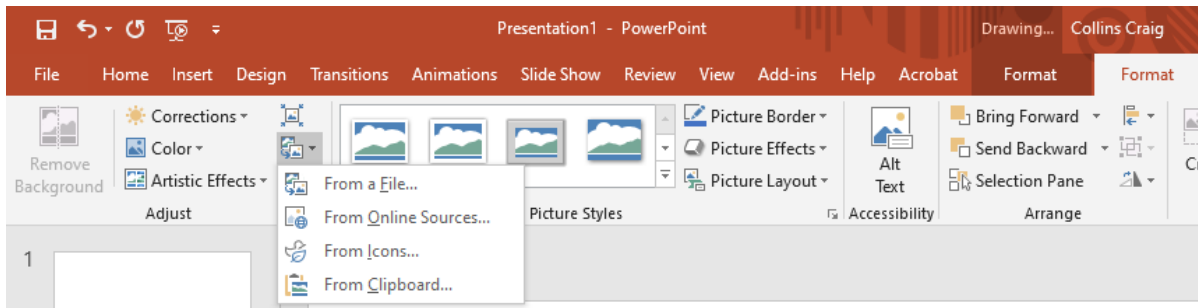 Presentation1 - PowerPoint
Drawing... Collins Craig
File Home Insert Design Transitions Animations Slide Show Review View Add-ins Help Acrobat Format Format
Remove Background
Corrections
Color
Artistic Effects
Adjust
From a File...
From Online Sources...
From Icons...
From Clipboard...
Picture Styles
Picture Border
Picture Effects
Picture Layout
Alt
Text
Accessibility
Bring Forward
Send Backward
Selection Pane
Arrange
1